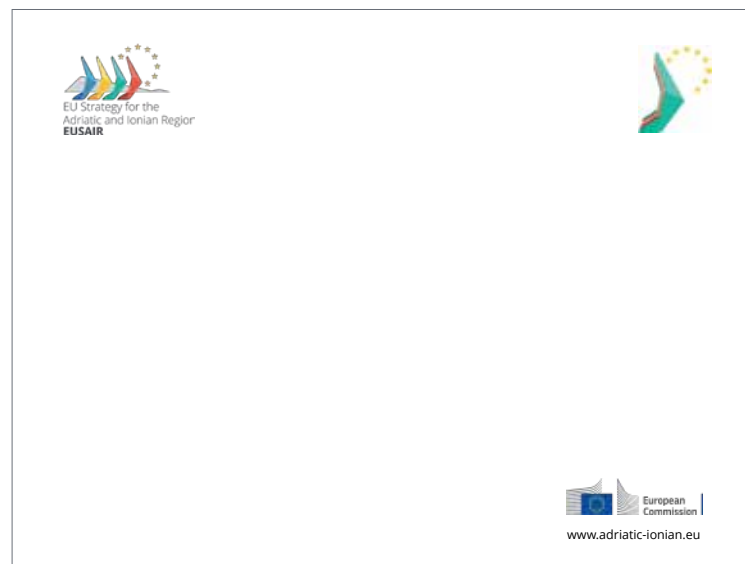 EU Strategy for the
Adriatic and Ionian Region
EUSAIR
European
Commission
www.adriatic-ionian.eu